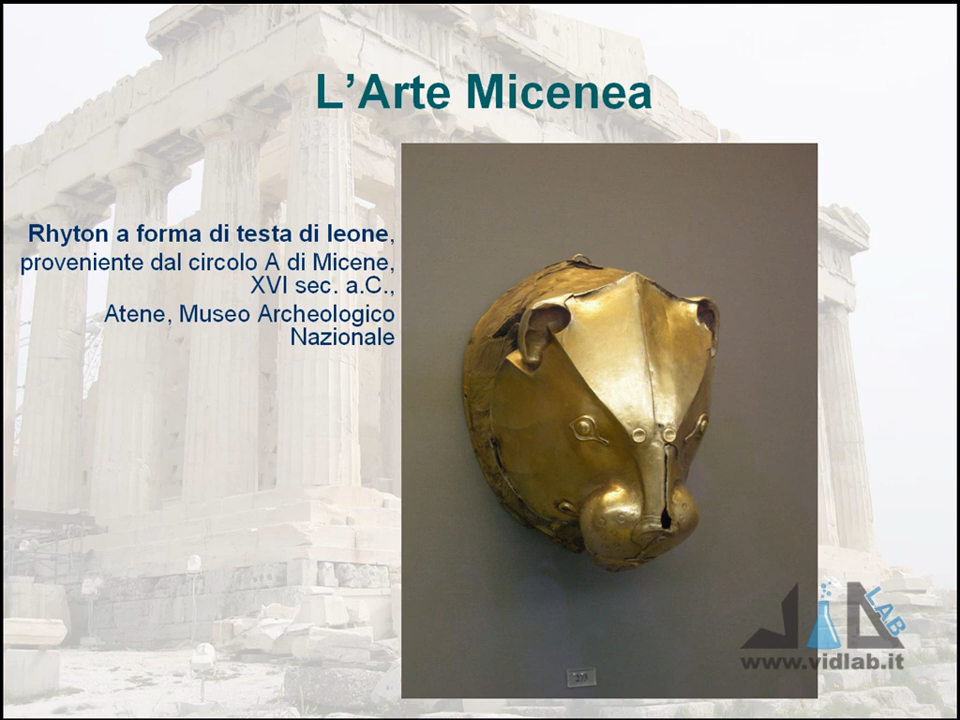 L'Arte Micenea
Rhyton a forma di testa di leone,
proveniente dal circolo A di Micene,
XVI sec. a.C.,
Atene, Museo Archeologico
Nazionale
273
LAB
www.vidlab.it